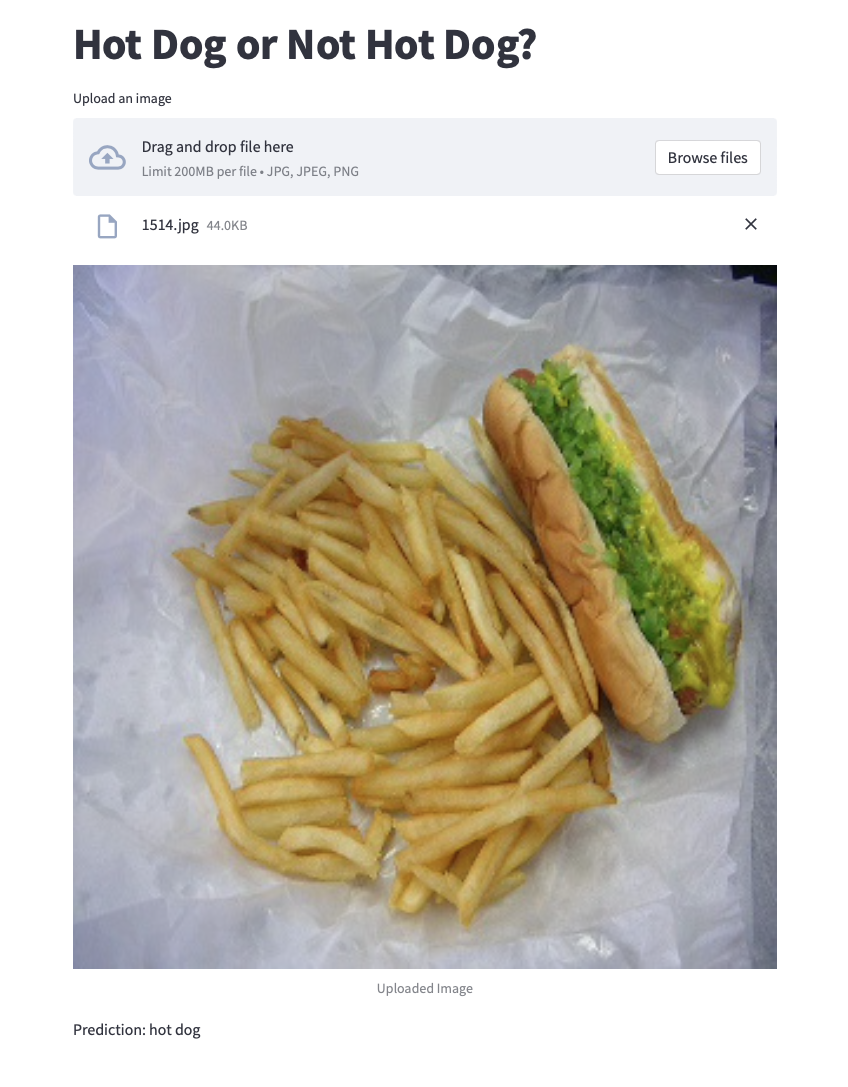 Hot Dog or Not Hot Dog?
Upload an image
Drag and drop file here
Limit 200MB per file • JPG, JPEG, PNG
Browse files
1514.jpg 44.0KB
Uploaded Image
Prediction: hot dog